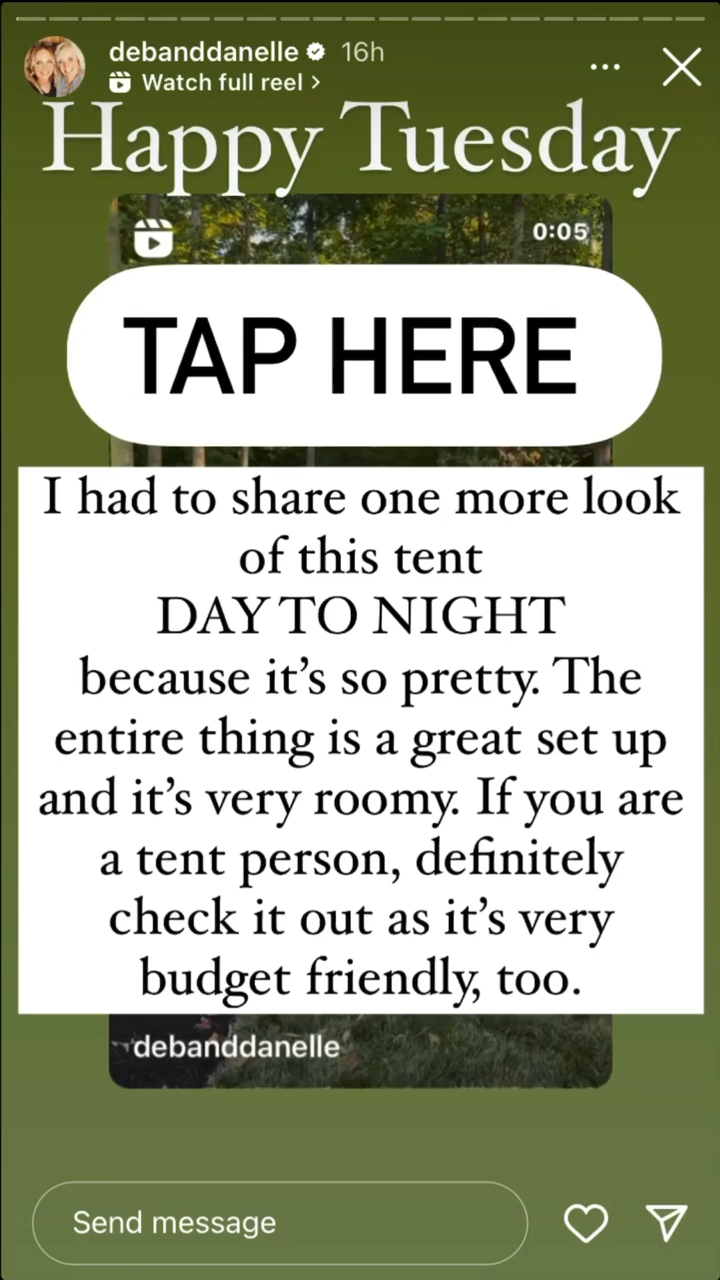 debanddanelle 16h
Watch full reel >
Happy Tuesday
0:05
TAP HERE
I had to share one more look
of this tent
DAY TO NIGHT
because it’s so pretty. The
entire thing is a great set up
and it’s very roomy. If you are
a tent person, definitely
check it out as it’s very
budget friendly, too.
debanddanelle
Send message